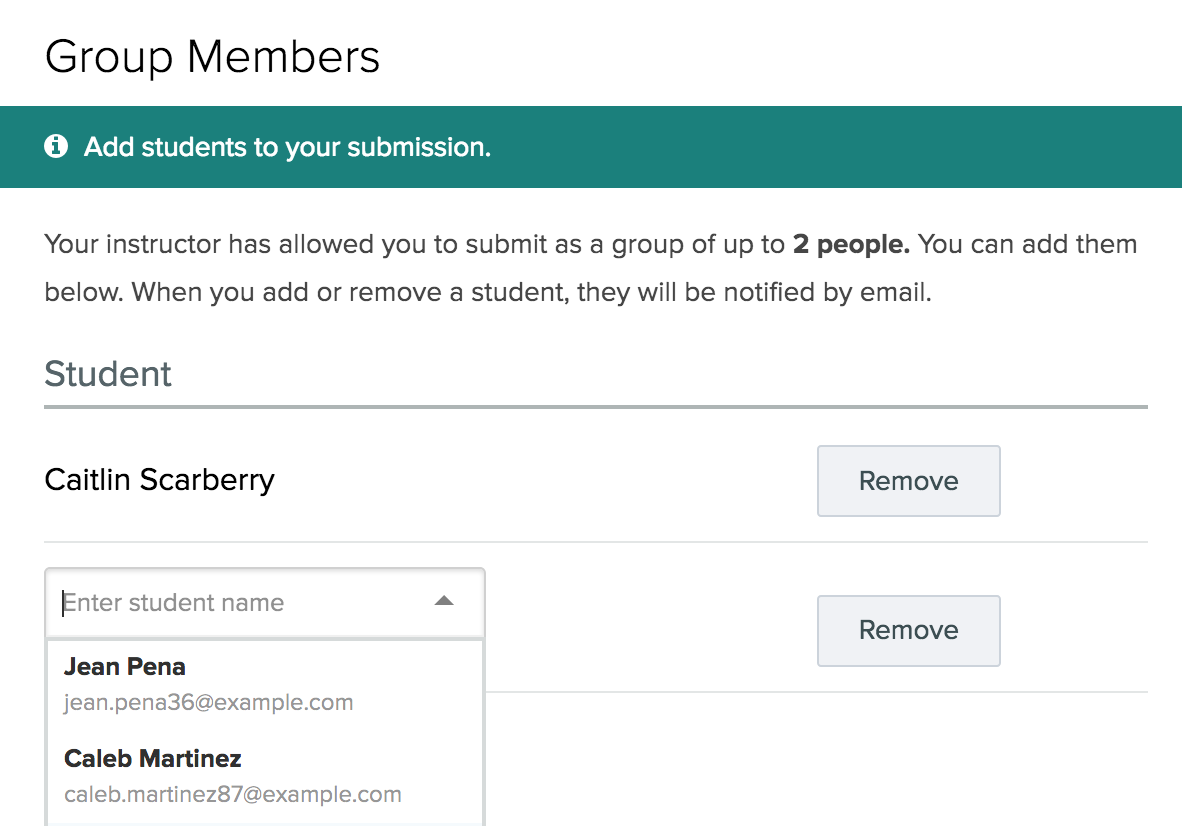 Group Members
Add students to your submission.
Your instructor has allowed you to submit as a group of up to 2 people. You can add them
below. When you add or remove a student, they will be notified by email.
Student
Caitlin Scarberry
Remove
Enter student name
Remove
Jean Pena
jean.pena36@example.com
Caleb Martinez
caleb.martinez87@example.com